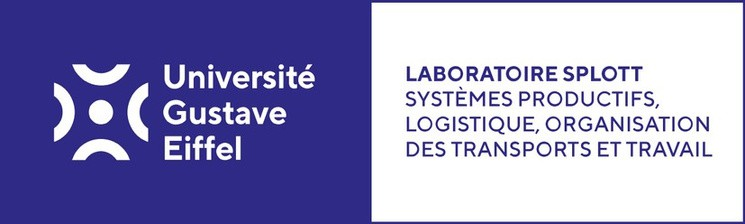 Université
Gustave
Eiffel
LABORATOIRE SPLOTT
SYSTÈMES PRODUCTIFS,
LOGISTIQUE, ORGANISATION
DES TRANSPORTS ET TRAVAIL